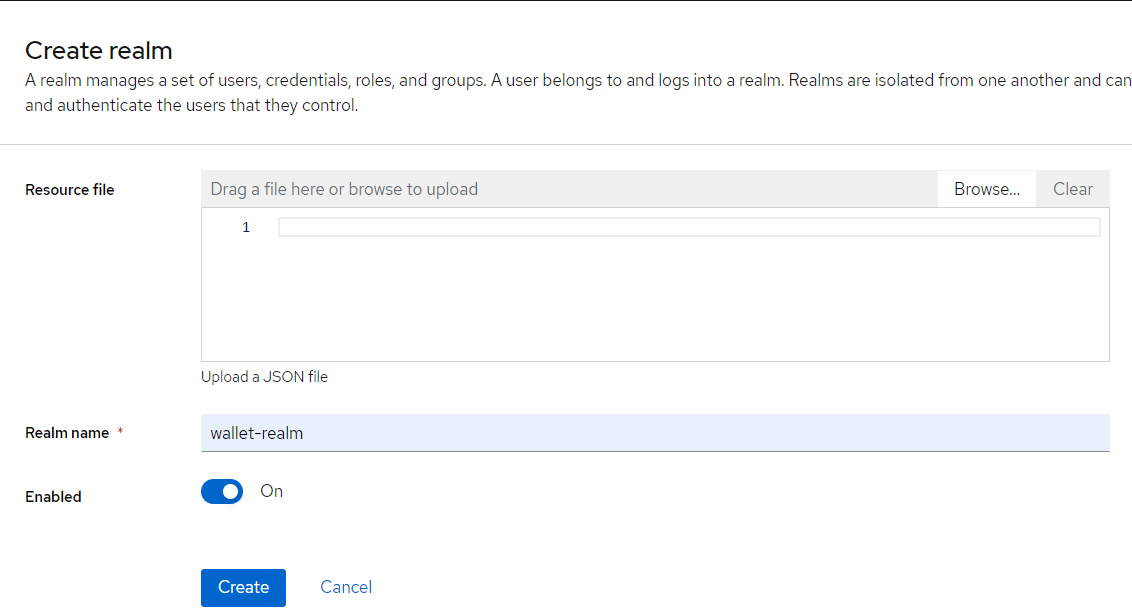 Create realm
A realm manages a set of users, credentials, roles, and groups. A user belongs to and logs into a realm. Realms are isolated from one another and can
and authenticate the users that they control.
Resource file
Drag a file here or browse to upload
Browse...
Clear
1
Upload a JSON file
Realm name *
wallet-realm
Enabled
On
Create
Cancel